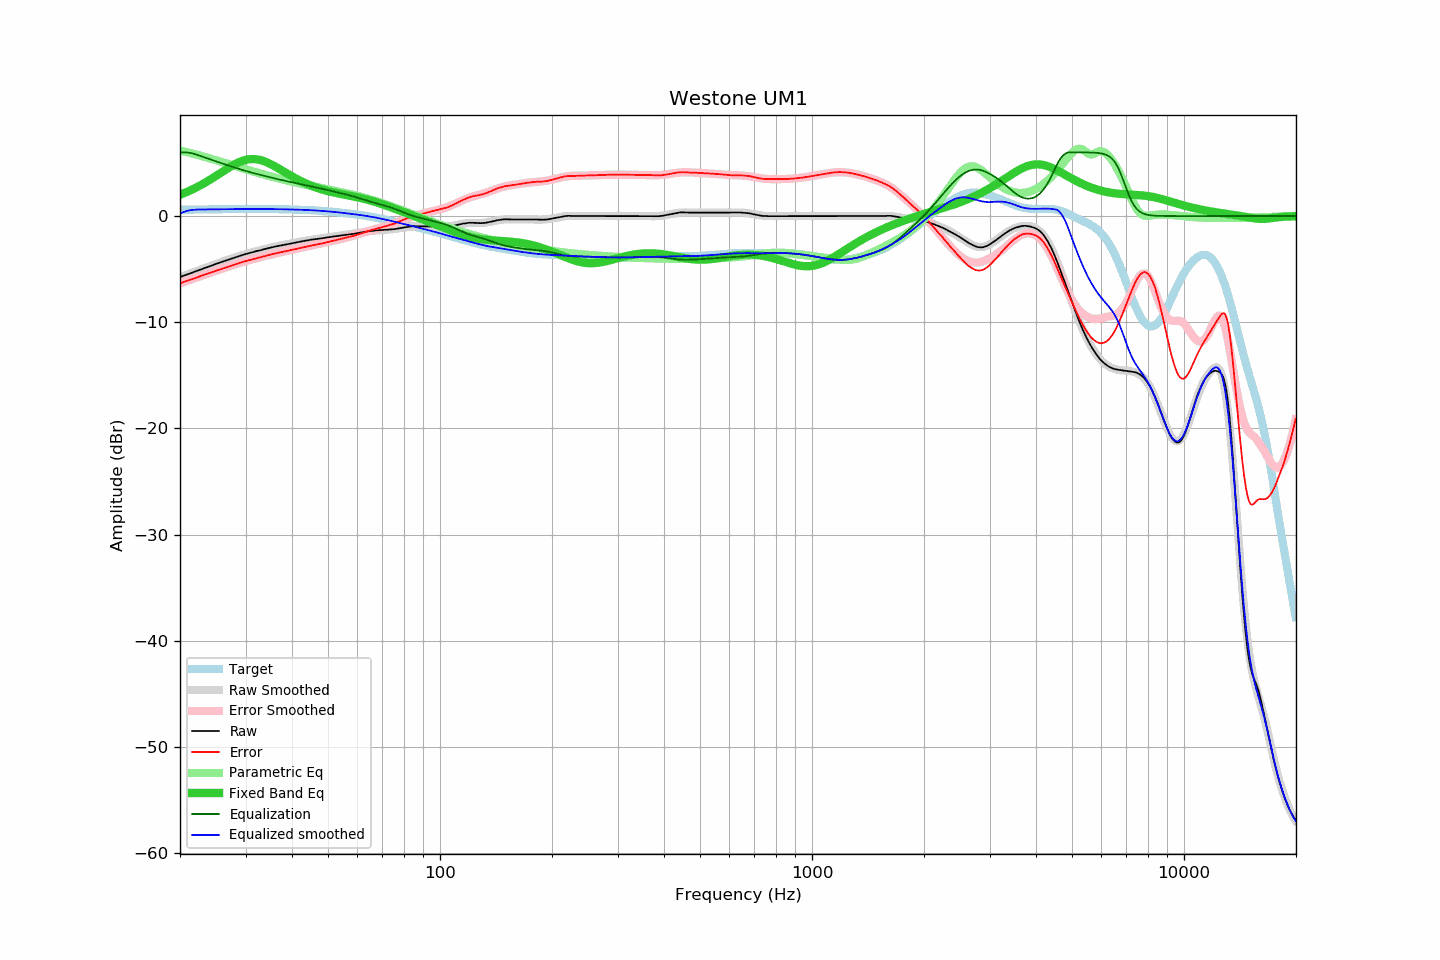 Westone UM1
Amplitude (dBr)
0
−10
−20
−30
−40
−50
−60
Target
Raw Smoothed
Error Smoothed
Raw
Error
Parametric Eq
Fixed Band Eq
Equalization
Equalized smoothed
100
1000
10000
Frequency (Hz)